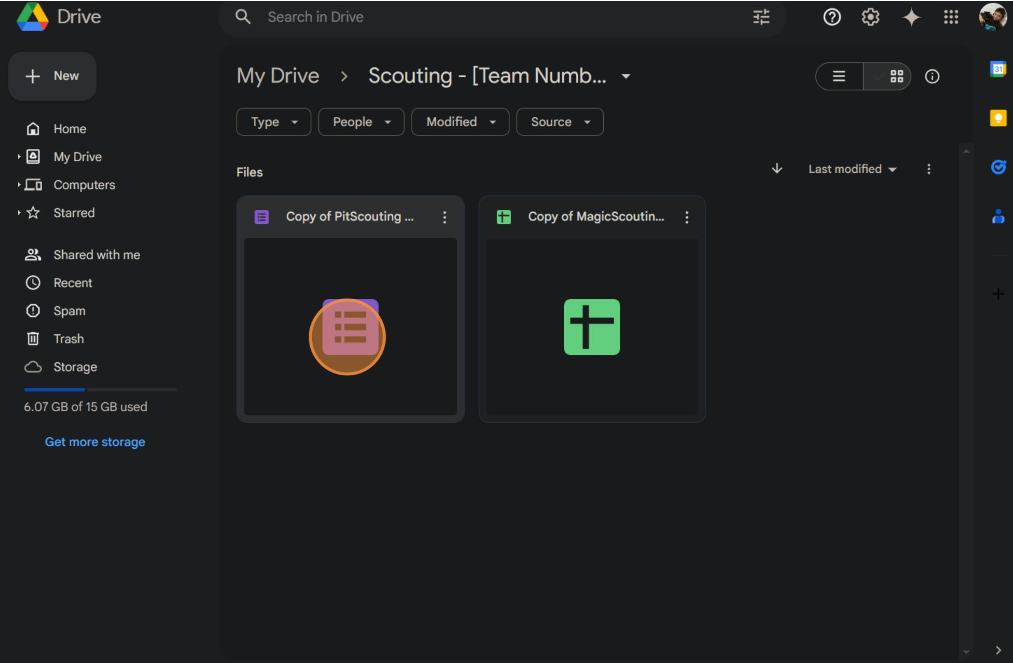 Drive
Search in Drive
New
My Drive
Scouting - [Team Numb...
Type
People
Modified
Source
Home
My Drive
Computers
Starred
Shared with me
Recent
Spam
Trash
Storage
6.07 GB of 15 GB used
Get more storage
Files
Last modified
Copy of PitScouting ...
Copy of MagicScoutin...
31